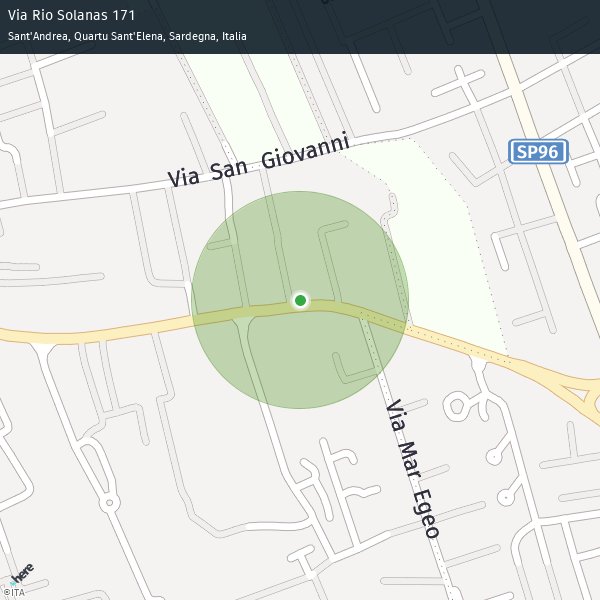 Via Rio Solanas 171
Sant'Andrea, Quartu Sant'Elena, Sardegna, Italia
Via San Giovanni
SP96
Via Mar Egeo
here
©ITA